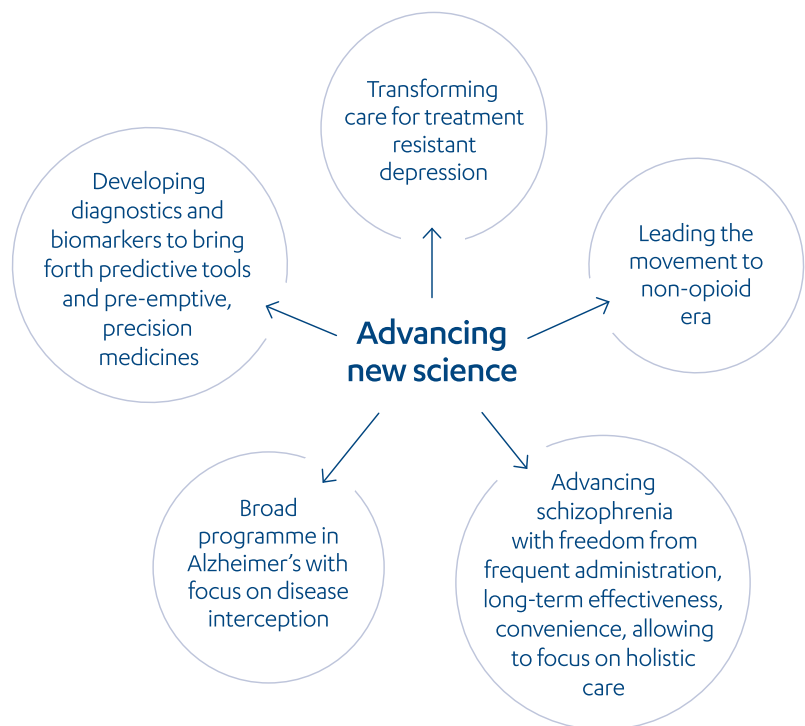 Transforming
care for treatment
resistant
depression
Developing
diagnostics and
biomarkers to bring
forth predictive tools
and pre-emptive,
precision
medicines
Leading the
movement to
non-opioid
era
Advancing
new science
Broad
programme in
Alzheimer’s with
focus on disease
interception
Advancing
schizophrenia
with freedom from
frequent administration,
long-term effectiveness,
convenience, allowing
to focus on holistic
care